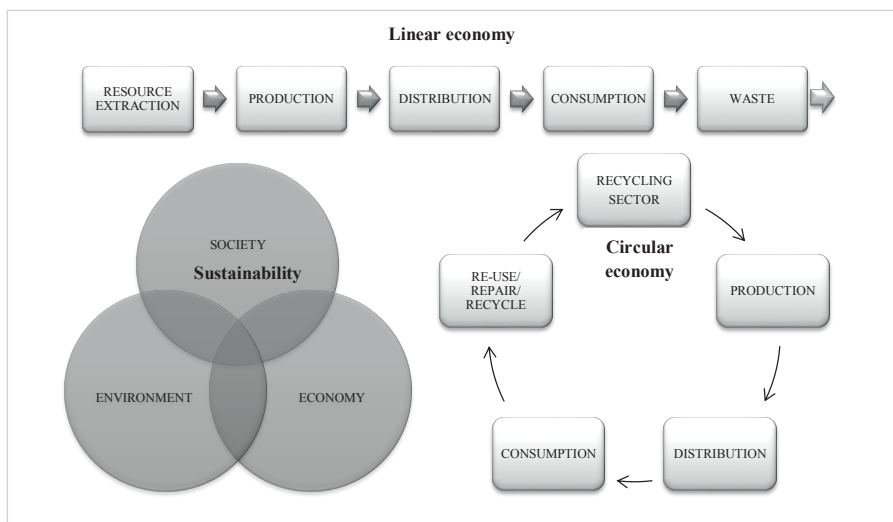 Linear economy
RESOURCE
EXTRACTION
PRODUCTION
DISTRIBUTION
CONSUMPTION
WASTE
SOCIETY
Sustainability
ENVIRONMENT
ECONOMY
RECYCLING
SECTOR
Circular
economy
RE-USE/
REPAIR/
RECYCLE
PRODUCTION
CONSUMPTION
DISTRIBUTION